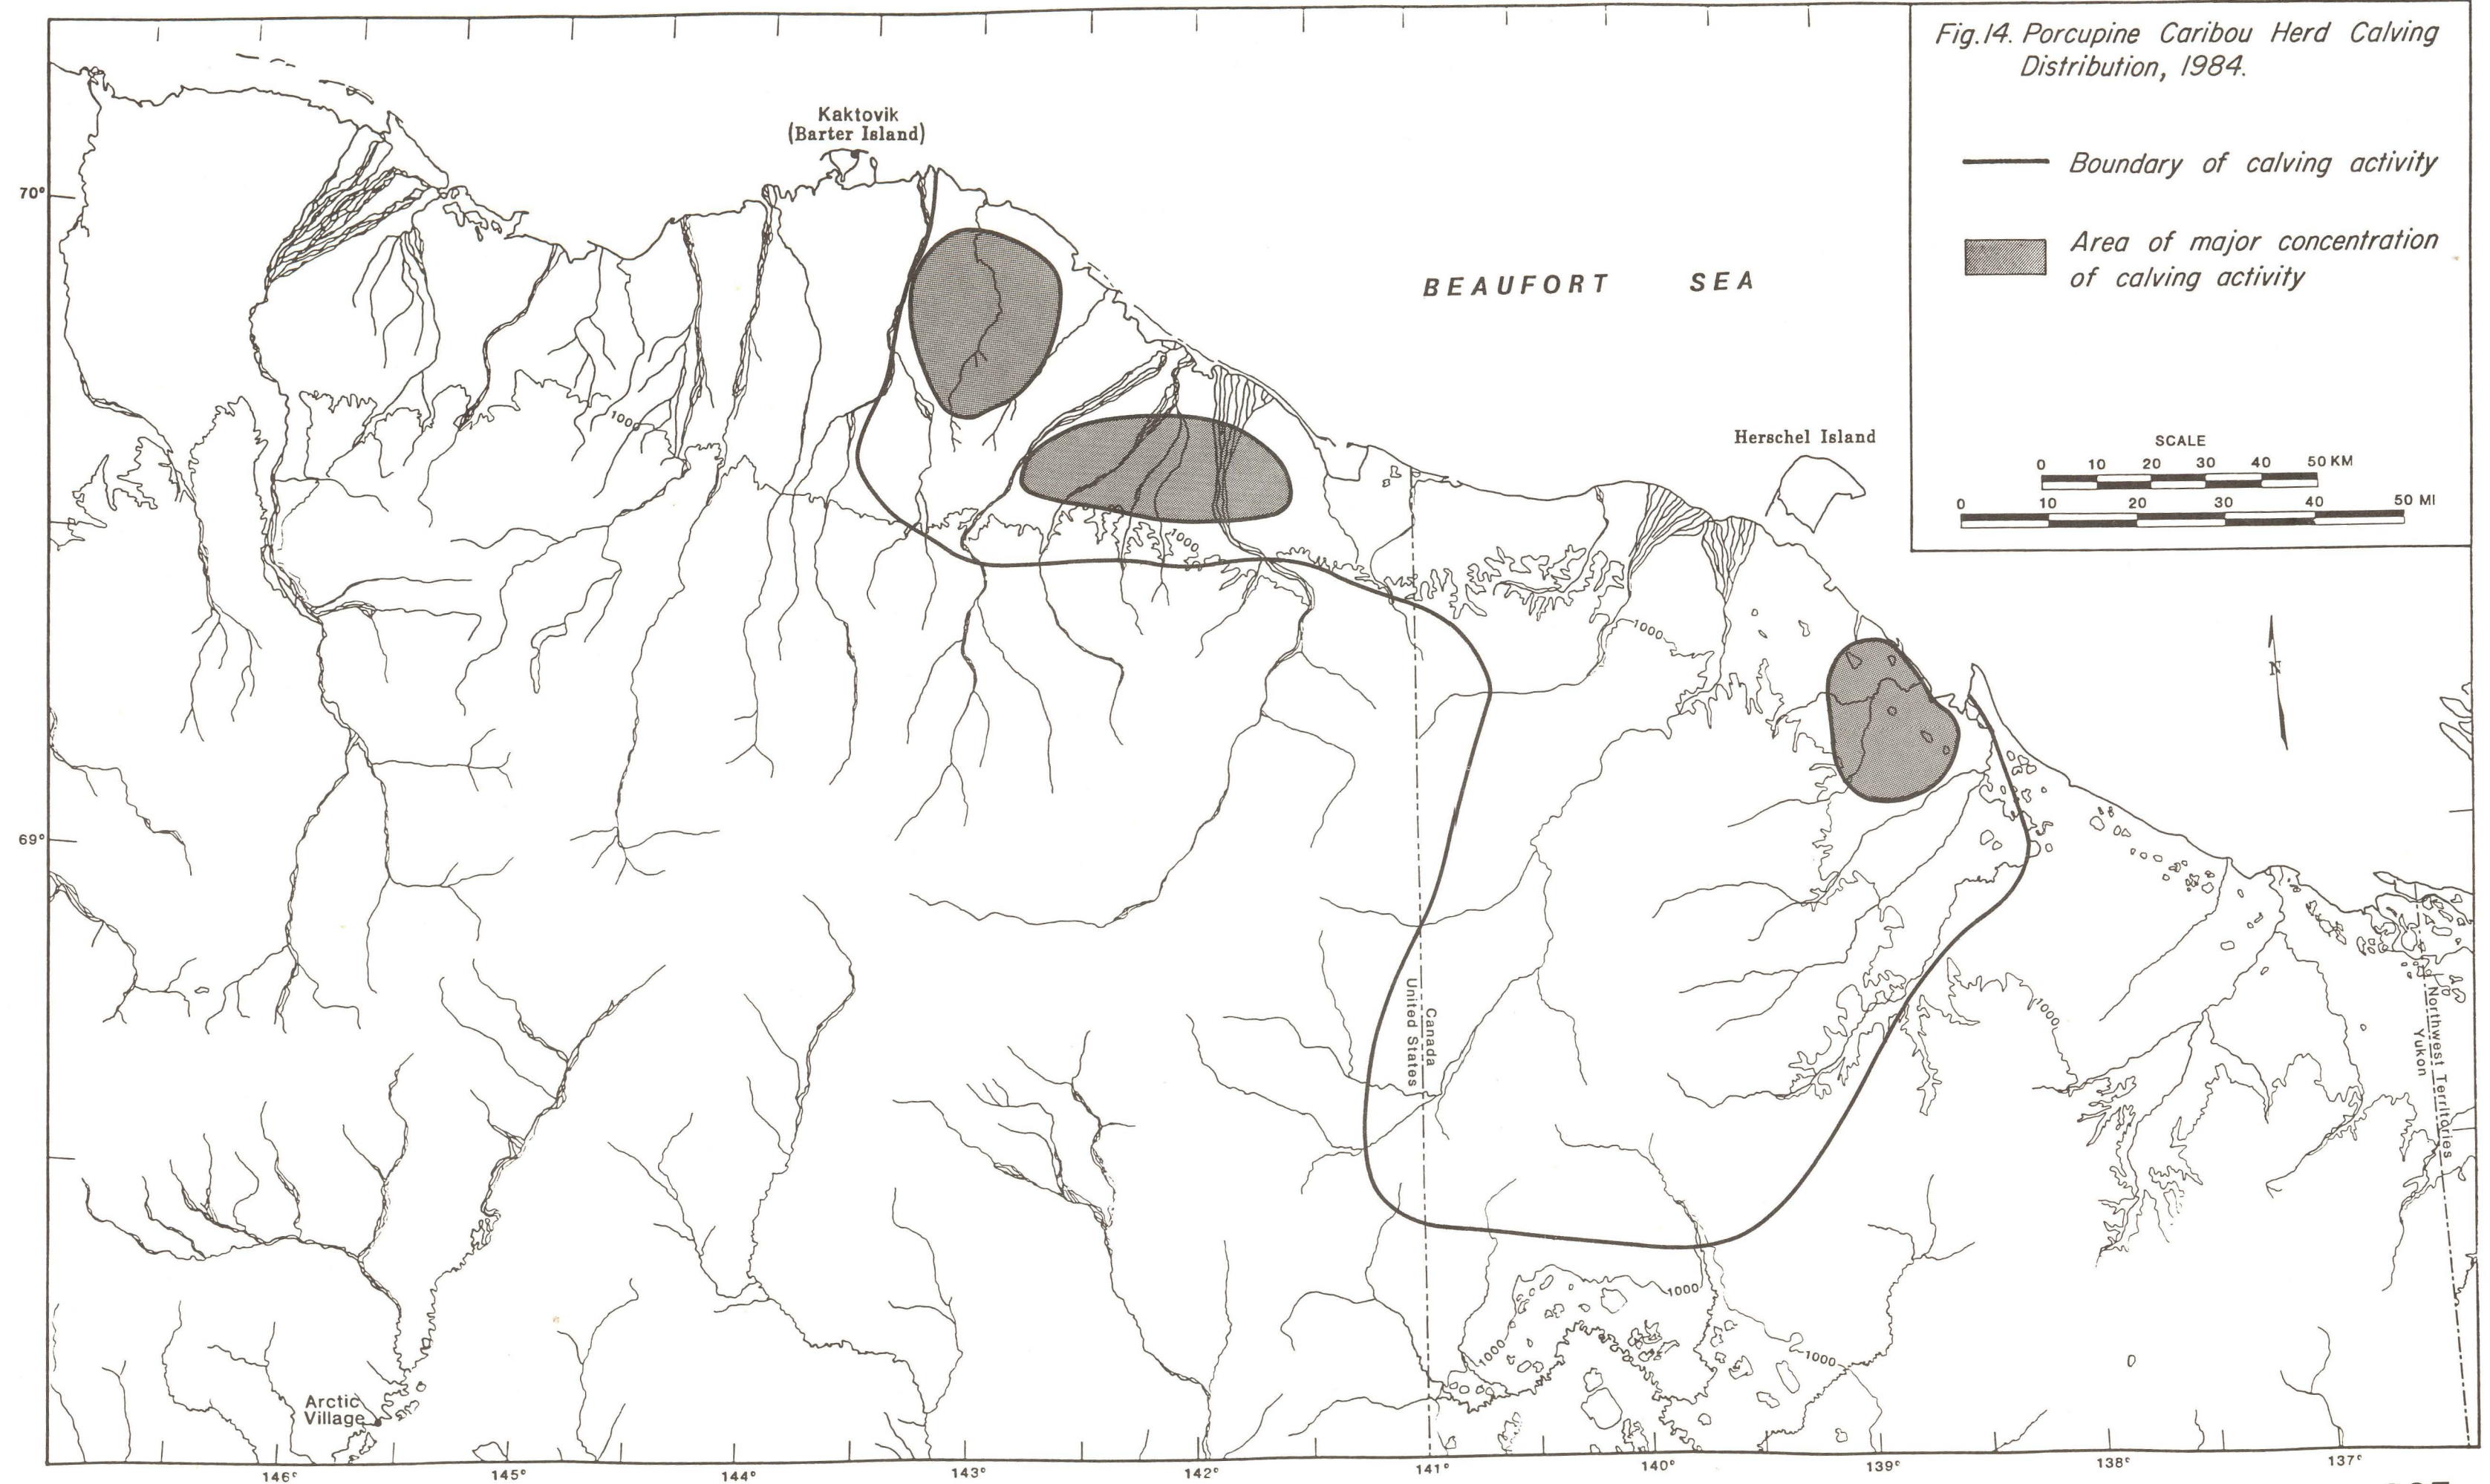 Fig.14. Porcupine Caribou Herd Calving
Distribution, 1984.
Boundary of calving activity
Area of major concentration
of calving activity
SCALE
0 10 20 30 40 50 KM
0 10 20 30 40 50 MI
Kaktovik
(Barter Island)
BEAUFORT SEA
Herschel Island
70°
1000
1000
1000
N
69°
United States
Canada
1000
Northwest Territories
Yukon
1000
1000
1000
Arctic
Village
146° 145° 144° 143° 142° 141° 140° 139° 138° 137°